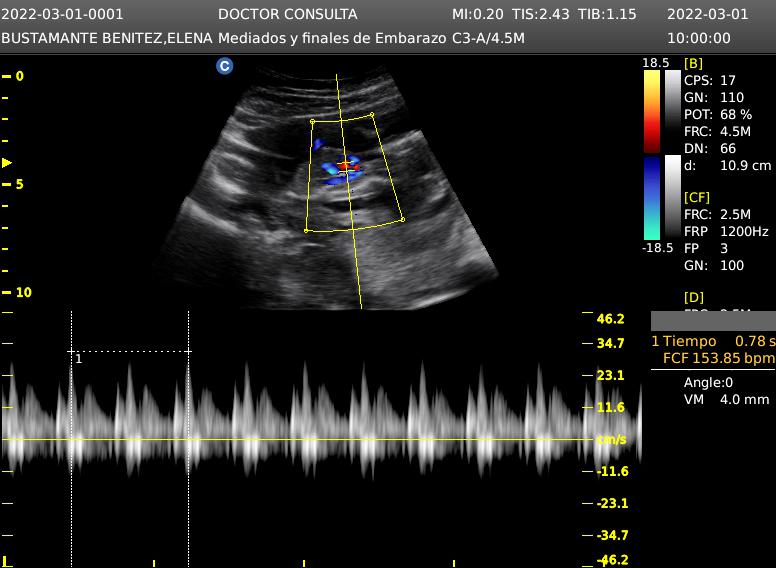 2022-03-01-0001 DOCTOR CONSULTA MI:0.20 TIS:2.43 TIB:1.15 2022-03-01
BUSTAMANTE BENITEZ,ELENA Mediados y finales de Embarazo C3-A/4.5M 10:00:00
C
0
5
10
18.5
-18.5
[B]
CPS: 17
GN: 110
POT: 68 %
FRC: 4.5M
DN: 66
d: 10.9 cm
[CF]
FRC: 2.5M
FRP 1200Hz
FP 3
GN: 100
[D]
1 Tiempo 0.78 s
FCF 153.85 bpm
Angle:0
VM 4.0 mm
1
46.2
34.7
23.1
11.6
cm/s
-11.6
-23.1
-34.7
-46.2